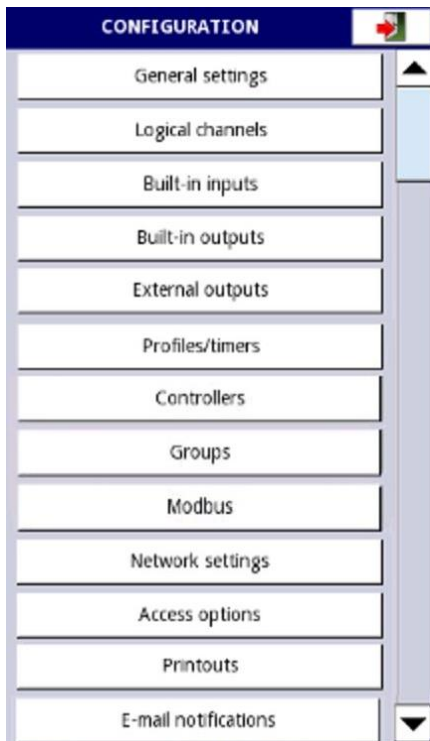 CONFIGURATION
General settings
Logical channels
Built-in inputs
Built-in outputs
External outputs
Profiles/timers
Controllers
Groups
Modbus
Network settings
Access options
Printouts
E-mail notifications